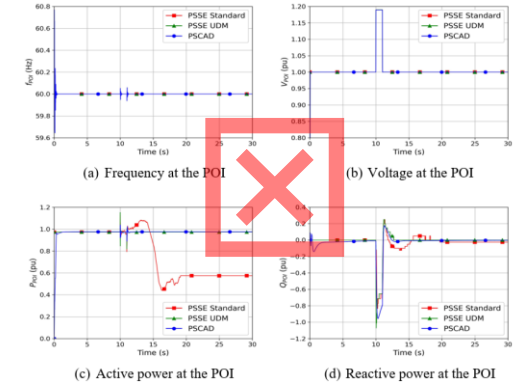 60.8
60.6
60.4
60.2
60.0
59.8
59.6
f_POI (Hz)
PSSE Standard
PSSE UDM
PSCAD
0 5 10 15 20 25 30
Time (s)
(a) Frequency at the POI
1.20
1.15
1.10
1.05
1.00
0.95
0.90
0.85
0.80
V_POI (pu)
PSSE Standard
PSSE UDM
PSCAD
0 5 10 15 20 25 30
Time (s)
(b) Voltage at the POI
1.2
1.0
0.8
0.6
0.4
0.2
0.0
P_POI (pu)
PSSE Standard
PSSE UDM
PSCAD
0 5 10 15 20 25 30
Time (s)
(c) Active power at the POI
0.4
0.2
0.0
−0.2
−0.4
−0.6
−0.8
−1.0
−1.2
Q_POI (pu)
PSSE Standard
PSSE UDM
PSCAD
0 5 10 15 20 25 30
Time (s)
(d) Reactive power at the POI